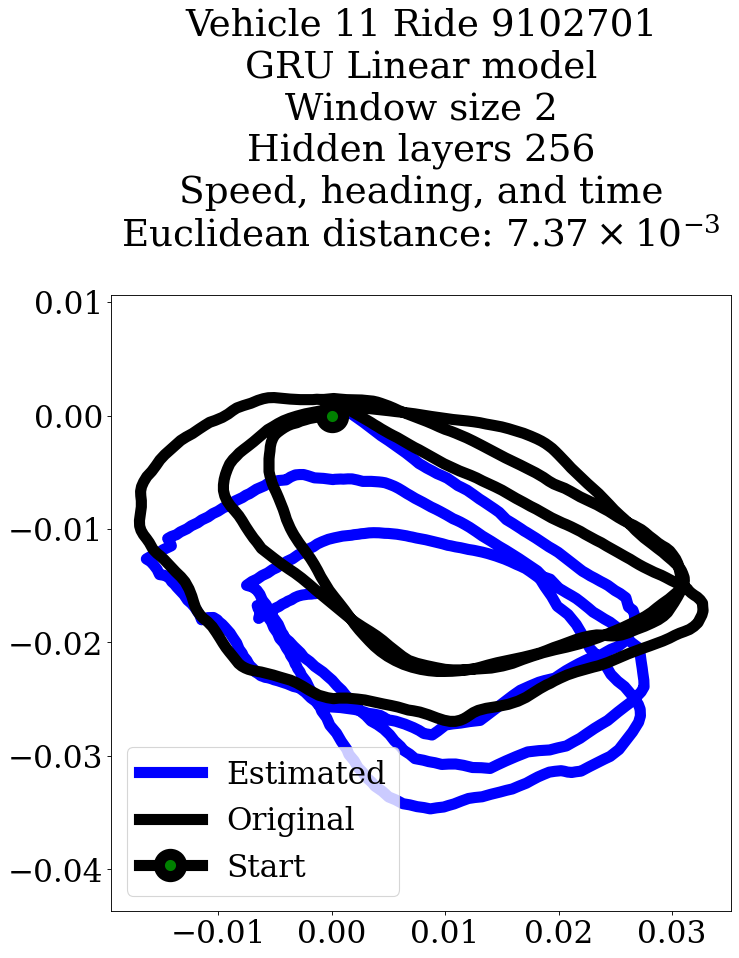 Vehicle 11 Ride 9102701
GRU Linear model
Window size 2
Hidden layers 256
Speed, heading, and time
Euclidean distance: 7.37 × 10⁻³
0.01
0.00
−0.01
−0.02
−0.03
−0.04
Estimated
Original
Start
−0.01 0.00 0.01 0.02 0.03